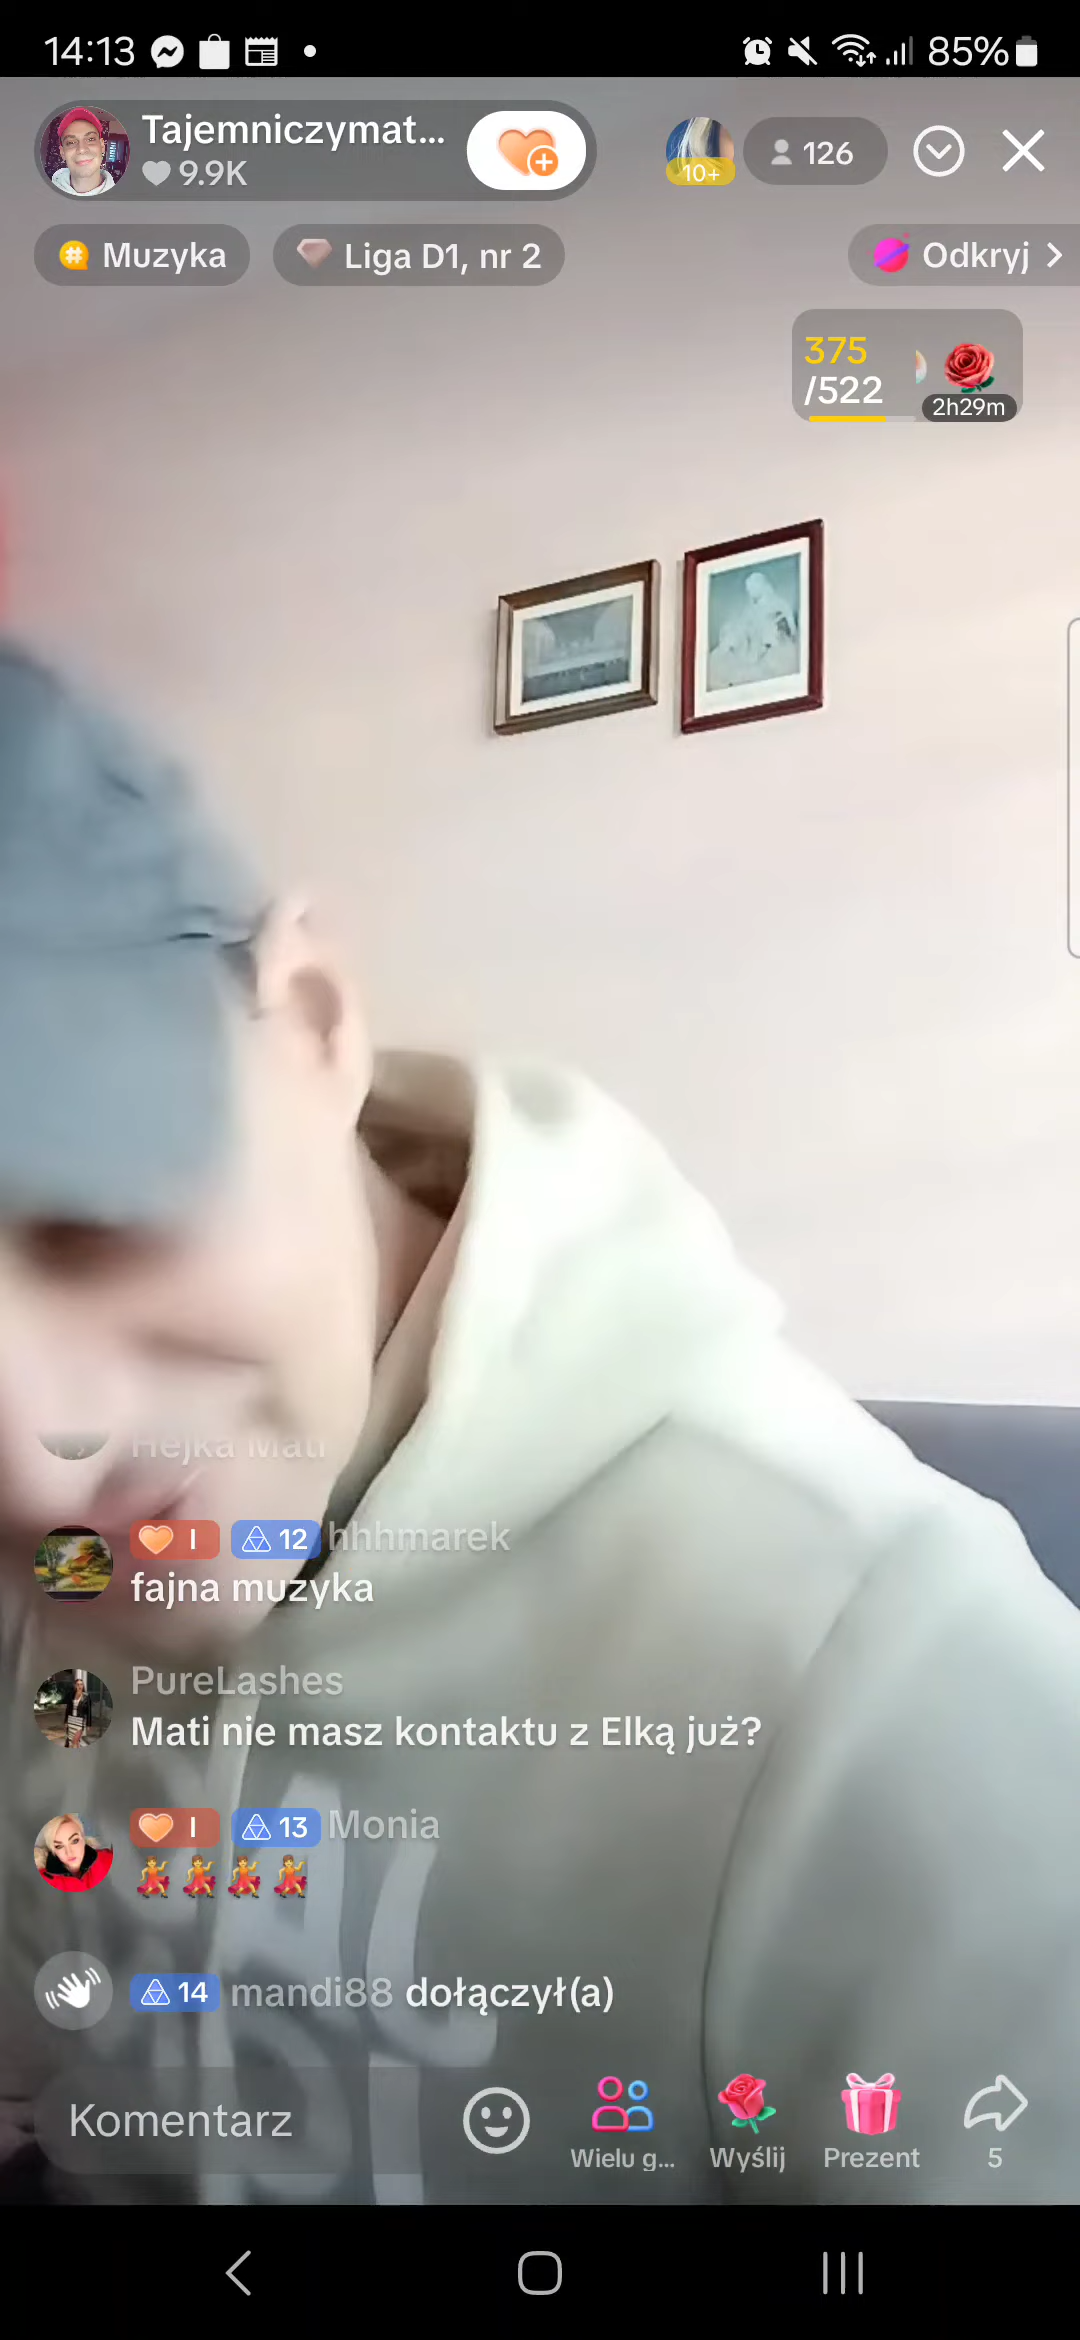 14:13
85%
Tajemniczymat...
9.9K
10+
126
Muzyka
Liga D1, nr 2
Odkryj
375
/522
2h29m
Hejka Mati
I 12 hhhmarek
fajna muzyka
PureLashes
Mati nie masz kontaktu z Elką już?
I 13 Monia
14 mandi88 dołączył(a)
Komentarz
Wielu g...
Wyślij
Prezent
5